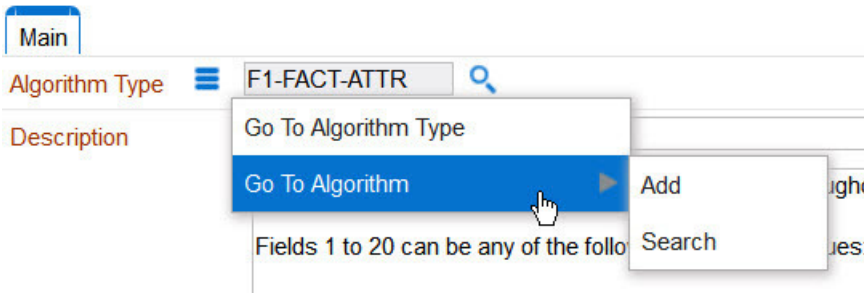 Main
Algorithm Type F1-FACT-ATTR
Go To Algorithm Type
Description
Go To Algorithm
Add
Search
Fields 1 to 20 can be any of the